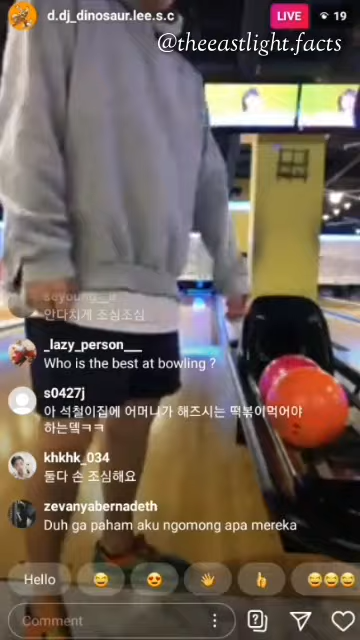 d.dj_dinosaur.lee.s.c
LIVE
19
@theeastlight.facts
안다치게 조심조심
_lazy_person___
Who is the best at bowling ?
s0427j
아 석철이집에 어머니가 해즈시는 떡볶이먹어야
하는뎈ㅋㅋ
khkhk_034
둘다 손 조심해요
zevanyabernadeth
Duh ga paham aku ngomong apa mereka
Hello
Comment